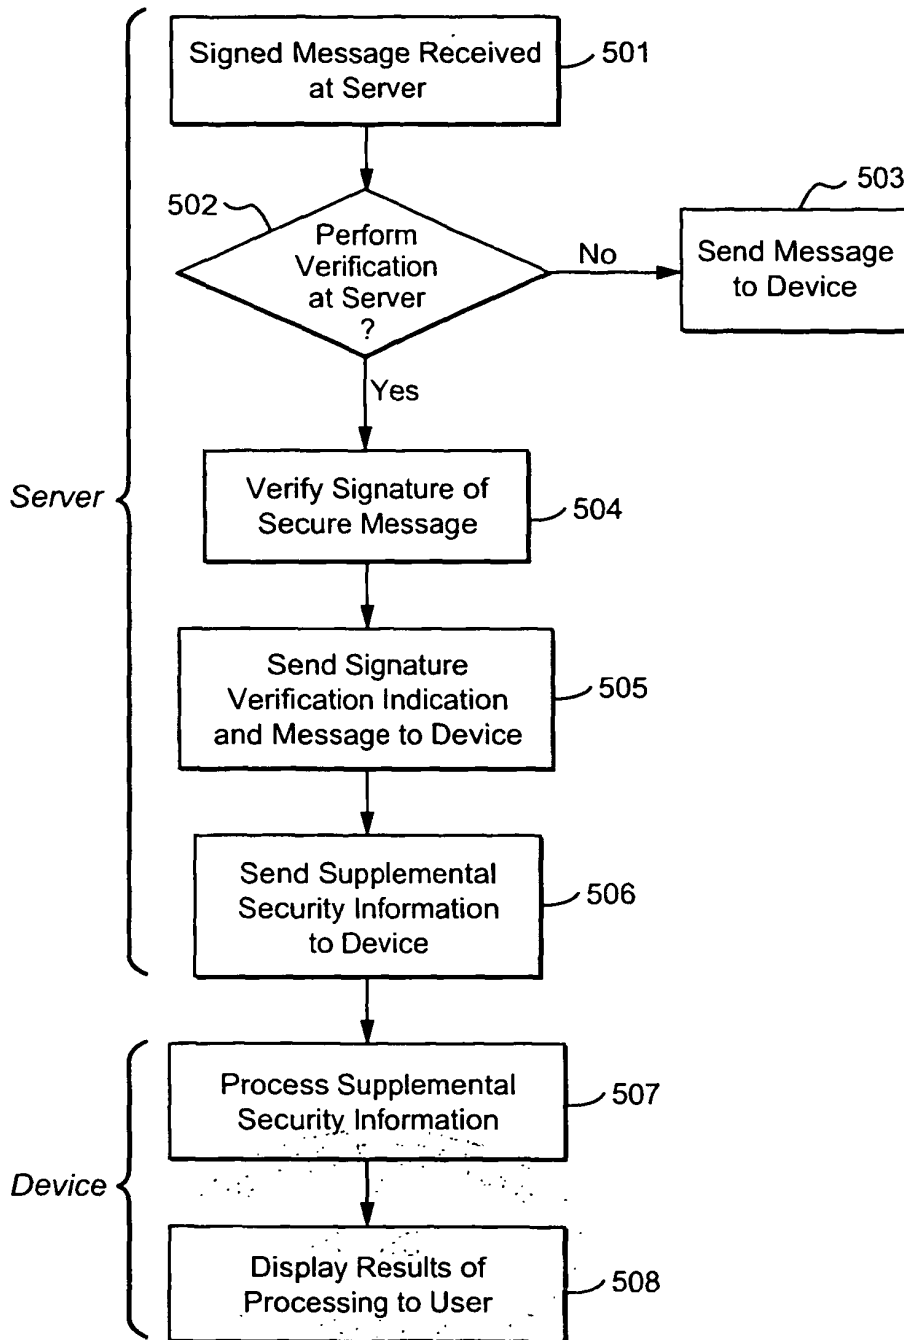 Signed Message Received
at Server
501
502
Perform
Verification
at Server
?
No
503
Send Message
to Device
Yes
Server
Verify Signature of
Secure Message
504
Send Signature
Verification Indication
and Message to Device
505
Send Supplemental
Security Information
to Device
506
Process Supplemental
Security Information
507
Device
Display Results of
Processing to User
508